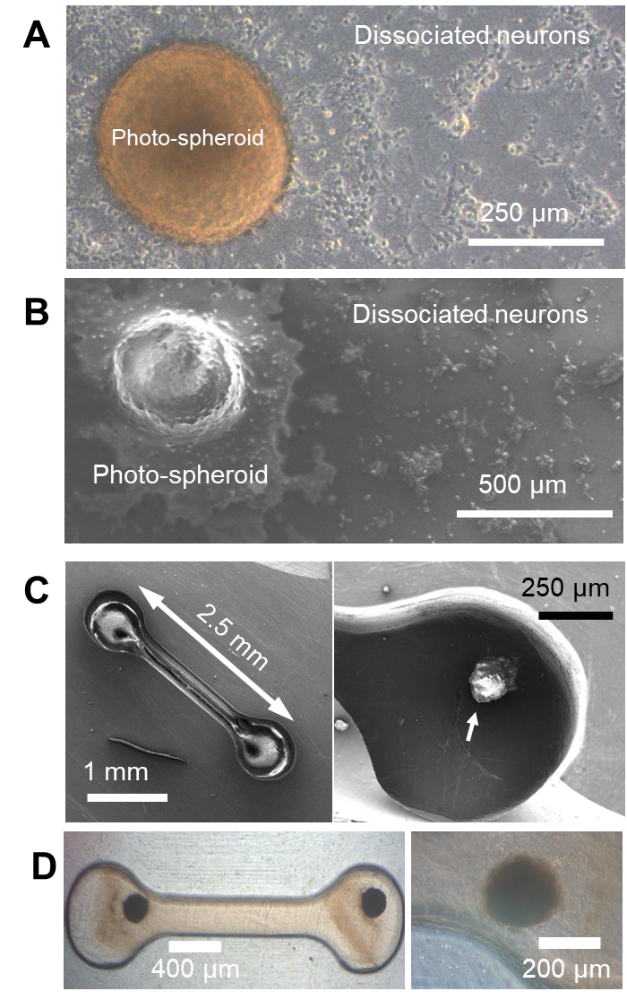 A
Dissociated neurons
Photo-spheroid
250 µm
B
Dissociated neurons
Photo-spheroid
500 µm
C
2.5 mm
1 mm
250 µm
D
400 µm
200 µm